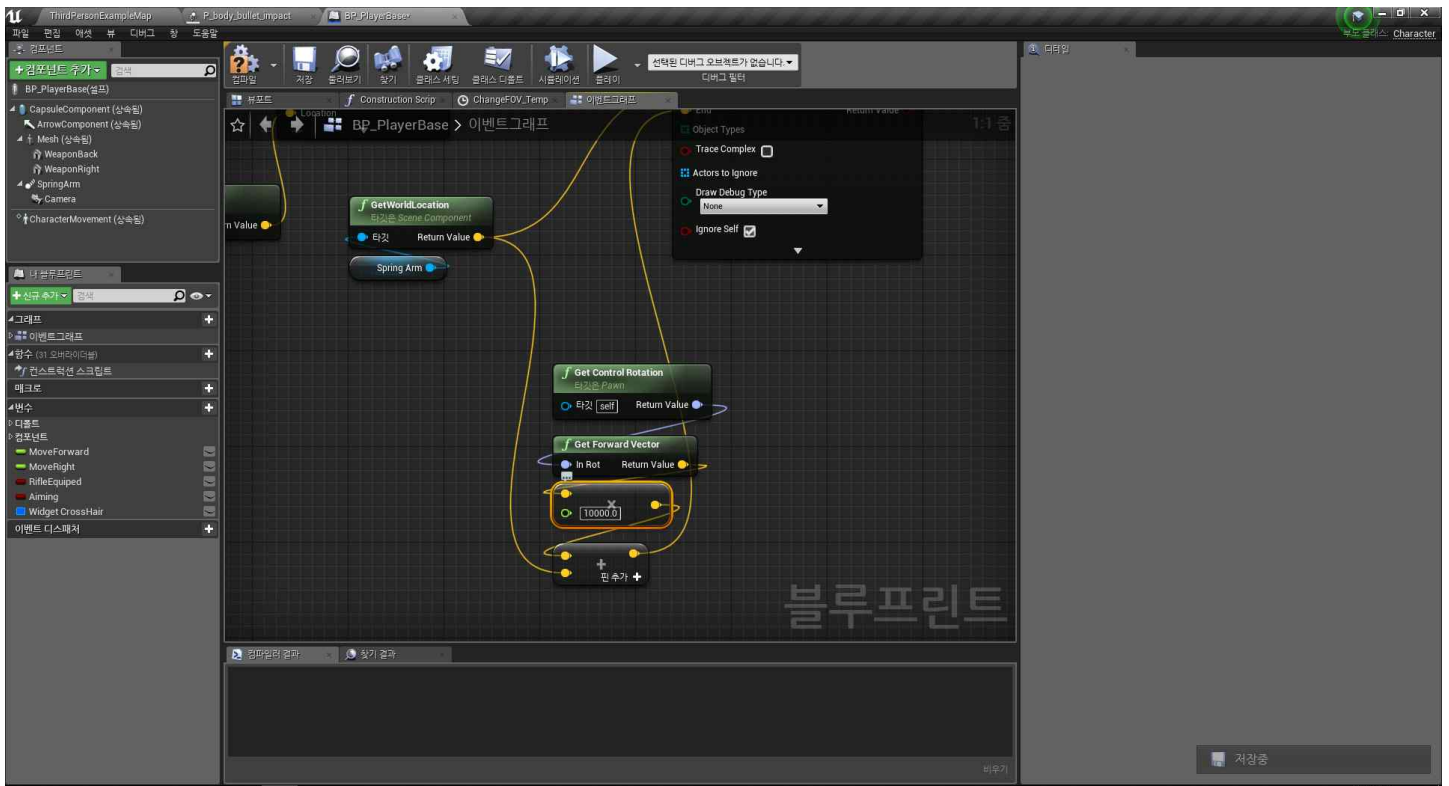 ThirdPersonExampleMap
P_body_bullet_impact
BP_PlayerBase*
파일 편집 애셋 뷰 디버그 창 도움말
부모 클래스: Character
컴포넌트
+컴포넌트 추가
검색
BP_PlayerBase(셀프)
CapsuleComponent (상속됨)
ArrowComponent (상속됨)
Mesh (상속됨)
WeaponBack
WeaponRight
SpringArm
Camera
CharacterMovement (상속됨)
컴파일
저장
둘러보기
찾기
클래스 세팅
클래스 디폴트
시뮬레이션
플레이
선택된 디버그 오브젝트가 없습니다.
디버그 필터
뷰포트
Construction Scrip
ChangeFOV_Temp
이벤트그래프
BP_PlayerBase > 이벤트그래프
1:1 줌
Location
n Value
GetWorldLocation
타깃은 Scene Component
타깃
Return Value
Spring Arm
End
Return Value
Object Types
Trace Complex
Actors to Ignore
Draw Debug Type
None
Ignore Self
Get Control Rotation
타깃은 Pawn
타깃
self
Return Value
Get Forward Vector
In Rot
Return Value
10000.0
핀 추가
블루프린트
내 블루프린트
+신규 추가
검색
그래프
이벤트그래프
함수 (31 오버라이더블)
컨스트럭션 스크립트
매크로
변수
디폴트
컴포넌트
MoveForward
MoveRight
RifleEquiped
Aiming
Widget CrossHair
이벤트 디스패처
컴파일러 결과
찾기 결과
비우기
디테일
저장중